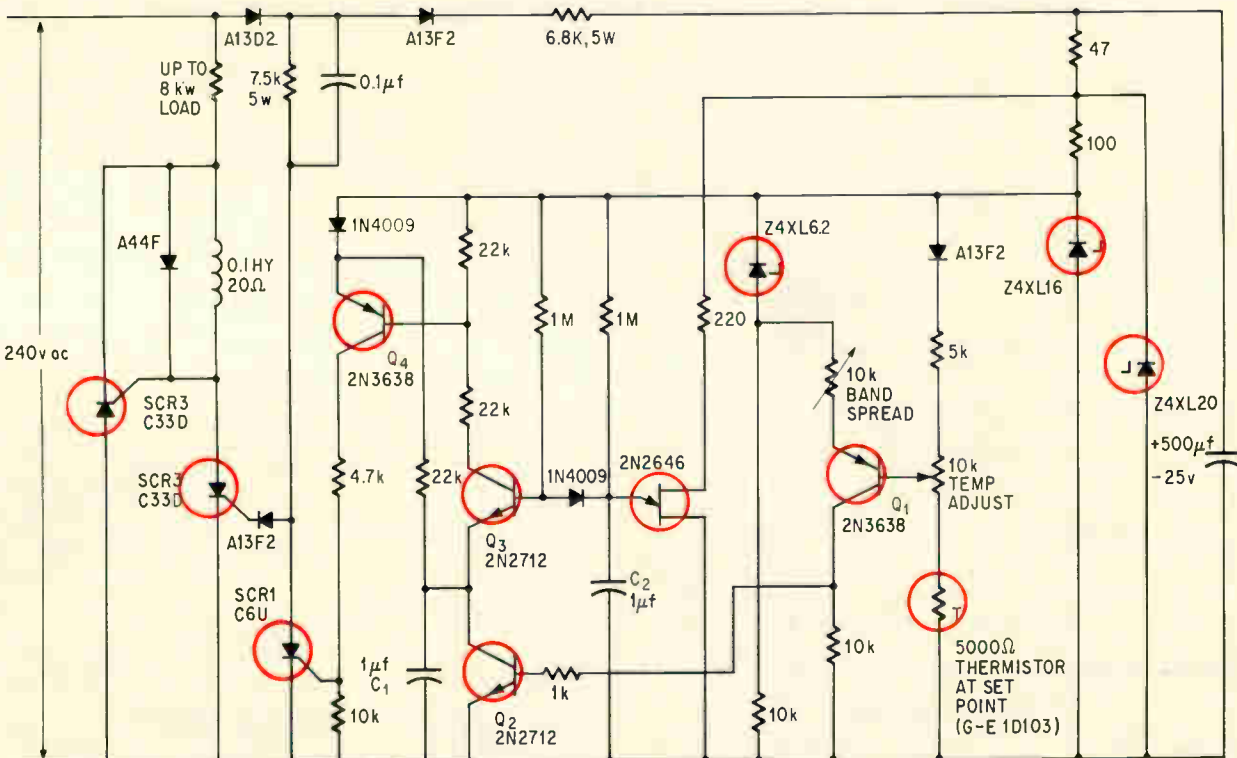 A13D2
A13F2
6.8K, 5W
47
UP TO
8 kw
LOAD
7.5k
5w
0.1µf
100
1N4009
Z4XL6.2
A13F2
A44F
22k
0.1HY
20Ω
1M
1M
220
Z4XL16
240v ac
Q4
2N3638
5k
10k
BAND
SPREAD
Z4XL20
SCR3
C33D
22k
+500µf
-25v
4.7k
22k
1N4009
2N2646
10k
TEMP
ADJUST
SCR3
C33D
Q1
2N3638
A13F2
Q3
2N2712
C2
1µf
SCR1
C6U
T
1µf
C1
10k
5000Ω
THERMISTOR
AT SET
POINT
(G-E 1D103)
1k
10k
Q2
2N2712
10k